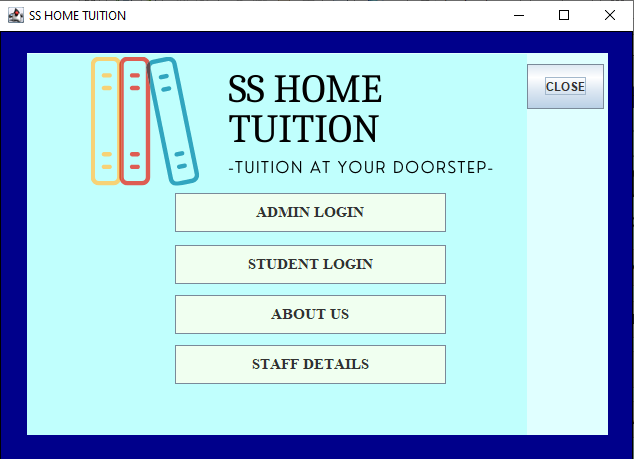 SS HOME TUITION
SS HOME
TUITION
-TUITION AT YOUR DOORSTEP-
CLOSE
ADMIN LOGIN
STUDENT LOGIN
ABOUT US
STAFF DETAILS